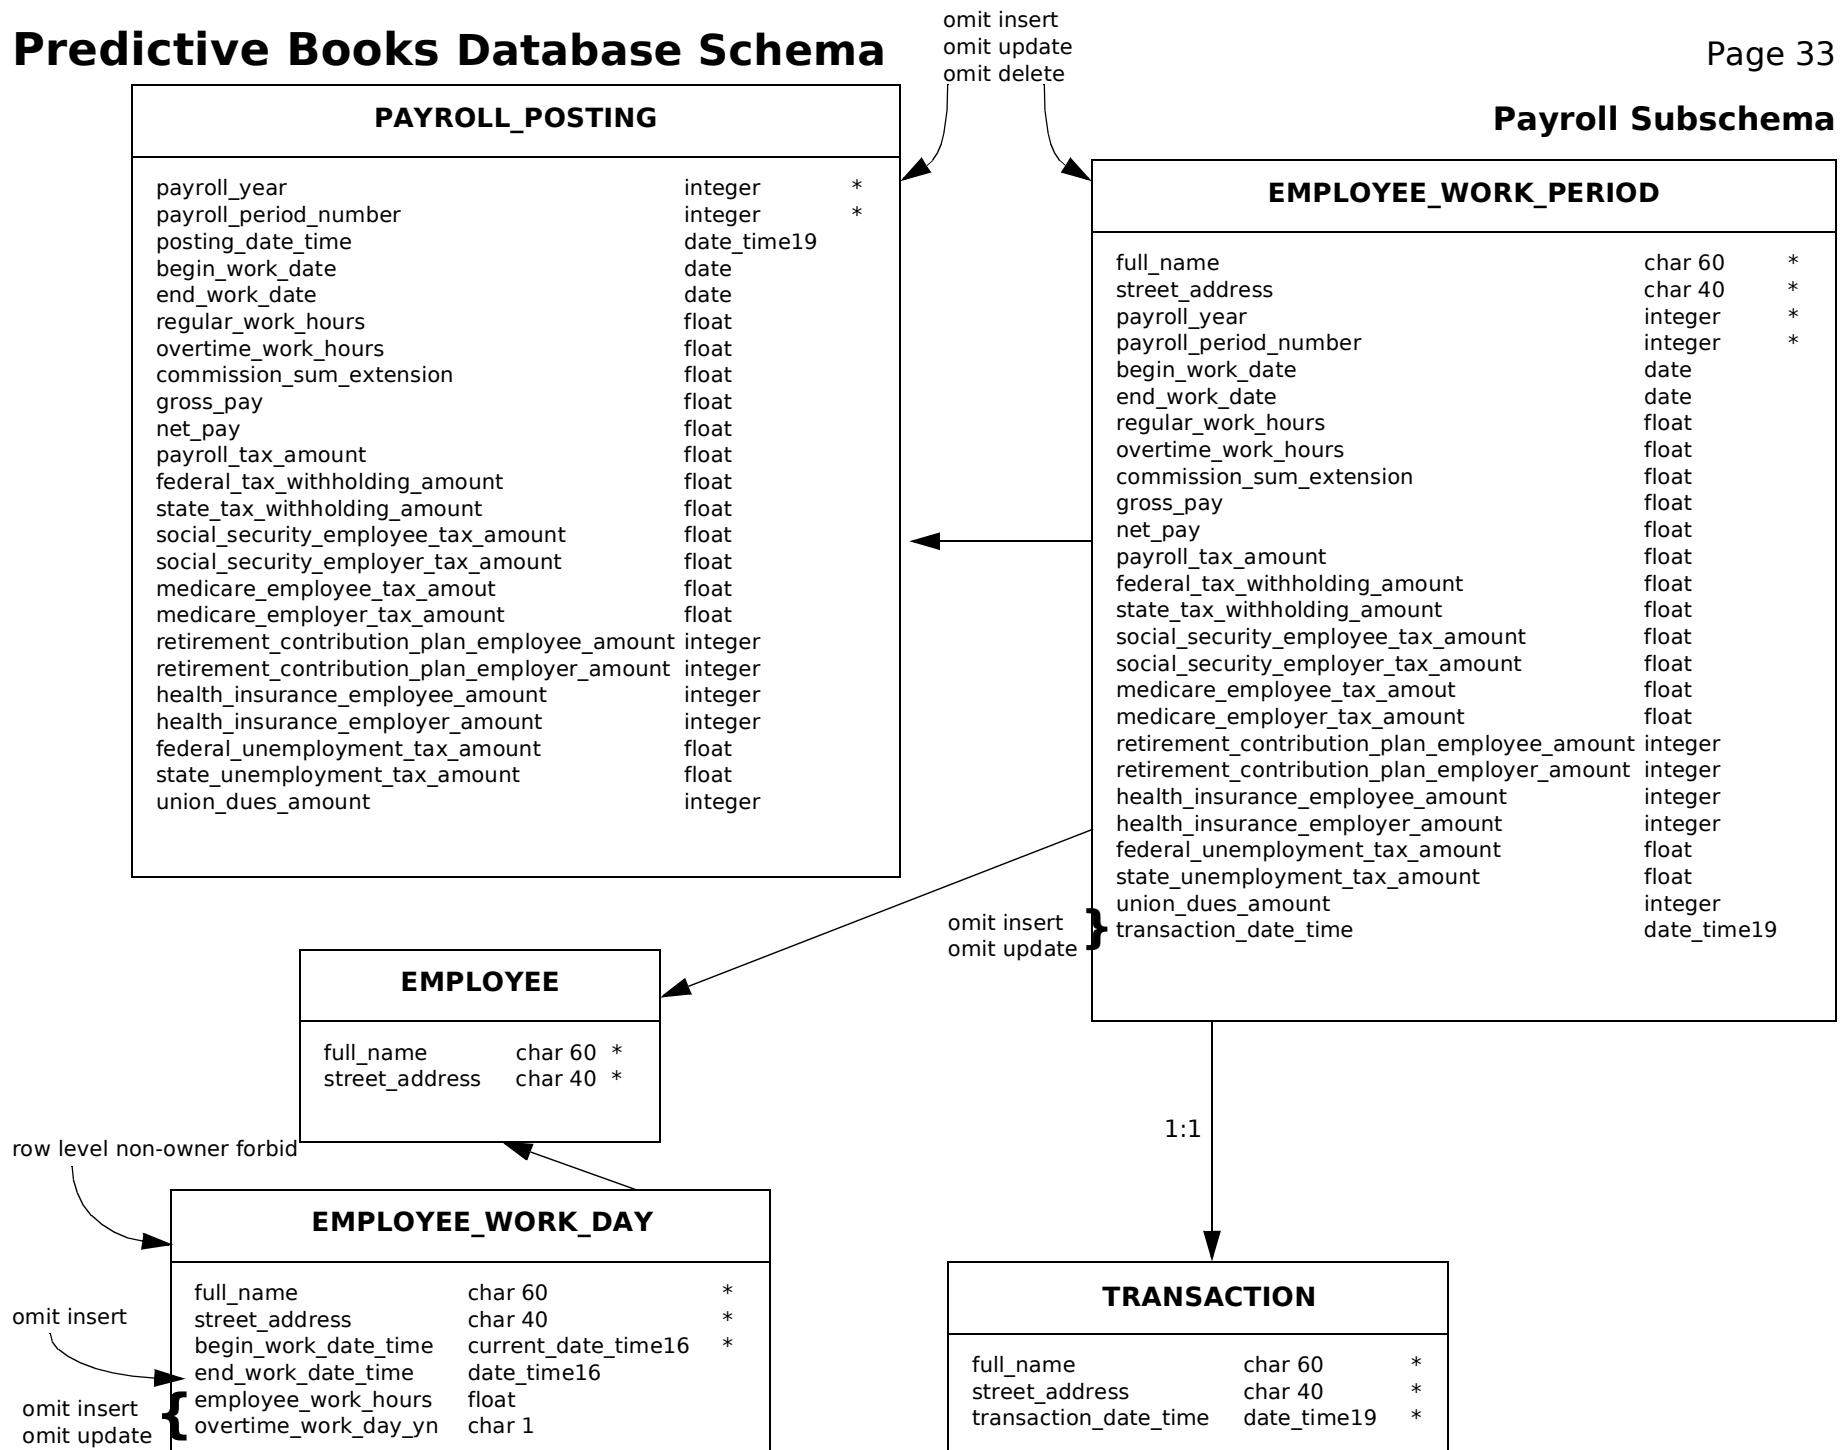 Predictive Books Database Schema
Page 33
Payroll Subschema
omit insert
omit update
omit delete
PAYROLL_POSTING
payroll_year integer *
payroll_period_number integer *
posting_date_time date_time19
begin_work_date date
end_work_date date
regular_work_hours float
overtime_work_hours float
commission_sum_extension float
gross_pay float
net_pay float
payroll_tax_amount float
federal_tax_withholding_amount float
state_tax_withholding_amount float
social_security_employee_tax_amount float
social_security_employer_tax_amount float
medicare_employee_tax_amout float
medicare_employer_tax_amount float
retirement_contribution_plan_employee_amount integer
retirement_contribution_plan_employer_amount integer
health_insurance_employee_amount integer
health_insurance_employer_amount integer
federal_unemployment_tax_amount float
state_unemployment_tax_amount float
union_dues_amount integer
EMPLOYEE_WORK_PERIOD
full_name char 60 *
street_address char 40 *
payroll_year integer *
payroll_period_number integer *
begin_work_date date
end_work_date date
regular_work_hours float
overtime_work_hours float
commission_sum_extension float
gross_pay float
net_pay float
payroll_tax_amount float
federal_tax_withholding_amount float
state_tax_withholding_amount float
social_security_employee_tax_amount float
social_security_employer_tax_amount float
medicare_employee_tax_amout float
medicare_employer_tax_amount float
retirement_contribution_plan_employee_amount integer
retirement_contribution_plan_employer_amount integer
health_insurance_employee_amount integer
health_insurance_employer_amount integer
federal_unemployment_tax_amount float
state_unemployment_tax_amount float
union_dues_amount integer
transaction_date_time date_time19
omit insert
omit update }
EMPLOYEE
full_name char 60 *
street_address char 40 *
1:1
row level non-owner forbid
EMPLOYEE_WORK_DAY
full_name char 60 *
street_address char 40 *
begin_work_date_time current_date_time16 *
end_work_date_time date_time16
employee_work_hours float
overtime_work_day_yn char 1
omit insert
omit insert
omit update {
TRANSACTION
full_name char 60 *
street_address char 40 *
transaction_date_time date_time19 *